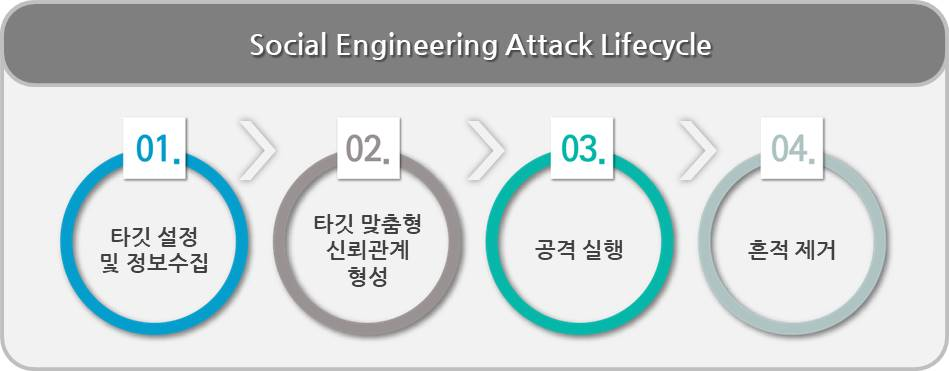 Social Engineering Attack Lifecycle
01.
타깃 설정
및 정보수집
02.
타깃 맞춤형
신뢰관계
형성
03.
공격 실행
04.
흔적 제거